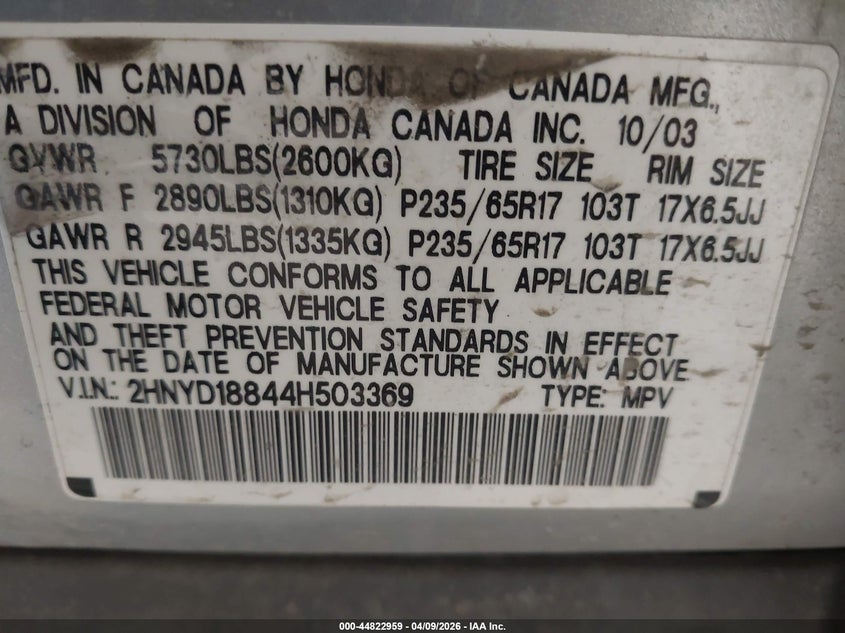 MFD. IN CANADA BY HONDA OF CANADA MFG.,
A DIVISION OF HONDA CANADA INC. 10/03
GVWR 5730LBS(2600KG) TIRE SIZE RIM SIZE
GAWR F 2890LBS(1310KG) P235/65R17 103T 17X6.5JJ
GAWR R 2945LBS(1335KG) P235/65R17 103T 17X6.5JJ
THIS VEHICLE CONFORMS TO ALL APPLICABLE
FEDERAL MOTOR VEHICLE SAFETY
AND THEFT PREVENTION STANDARDS IN EFFECT
ON THE DATE OF MANUFACTURE SHOWN ABOVE
V.I.N.: 2HNYD18844H503369 TYPE: MPV
000-44822959 - 04/09/2026 - IAA Inc.